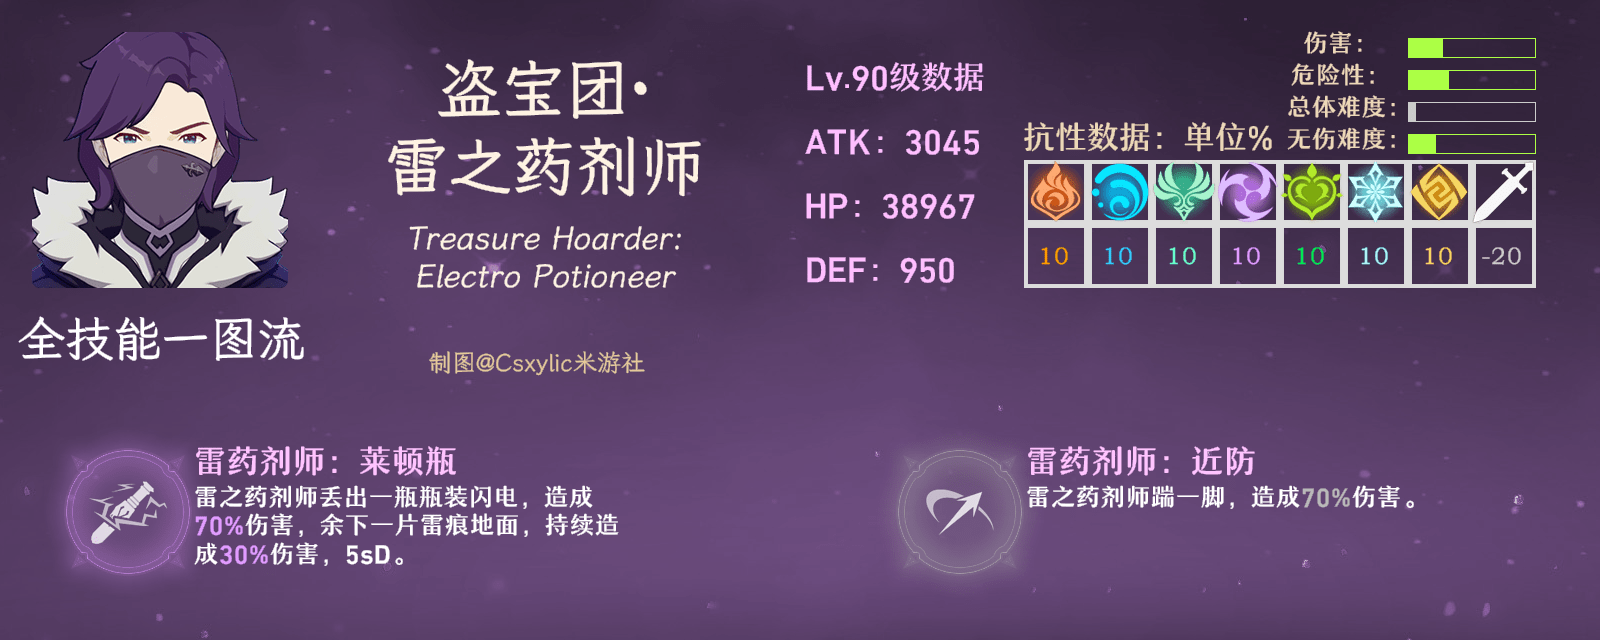 盗宝团·
雷之药剂师
Treasure Hoarder:
Electro Potioneer
全技能一图流
制图@Csxylic米游社
Lv.90级数据
ATK：3045
HP：38967
DEF：950
伤害：
危险性：
总体难度：
无伤难度：
抗性数据：单位%
10 10 10 10 10 10 10 -20
雷药剂师：莱顿瓶
雷之药剂师丢出一瓶瓶装闪电，造成
70%伤害，余下一片雷痕地面，持续造
成30%伤害，5sD。
雷药剂师：近防
雷之药剂师踹一脚，造成70%伤害。